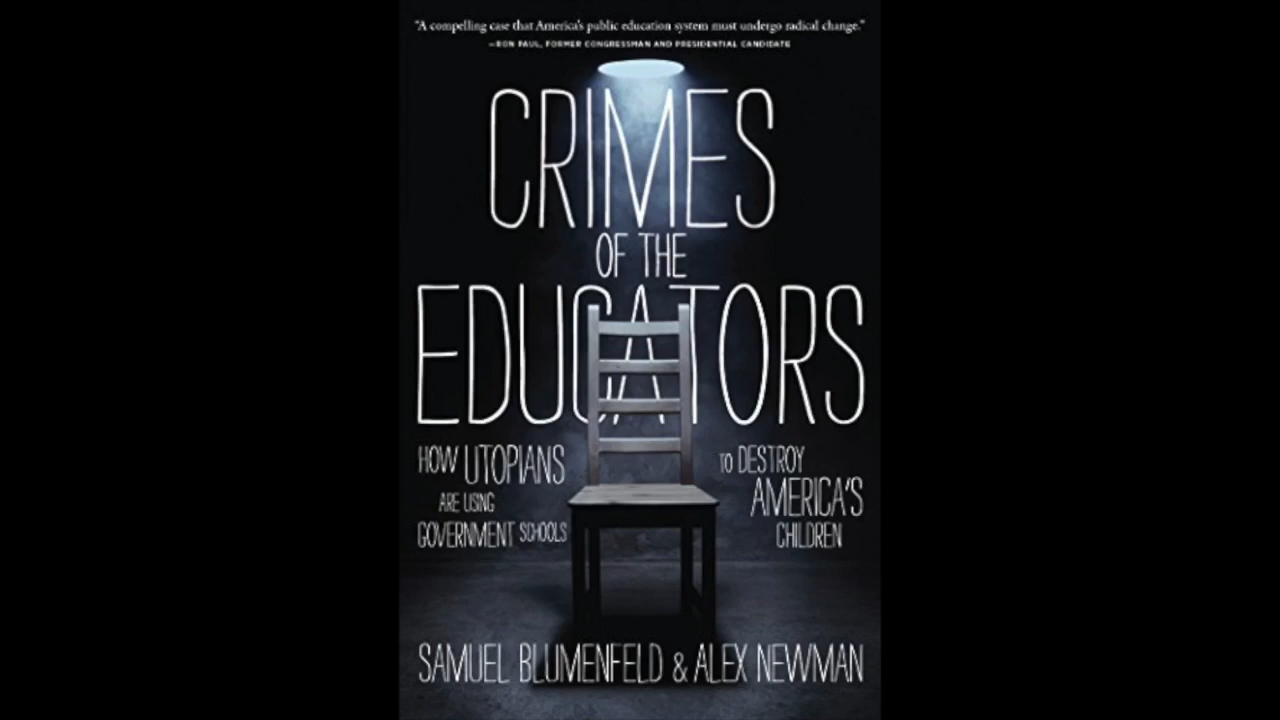 "A compelling case that America's public education system must undergo radical change."
—RON PAUL, FORMER CONGRESSMAN AND PRESIDENTIAL CANDIDATE
CRIMES
OF THE
EDUCATORS
HOW UTOPIANS
ARE USING
GOVERNMENT SCHOOLS
TO DESTROY
AMERICA'S
CHILDREN
SAMUEL BLUMENFELD & ALEX NEWMAN